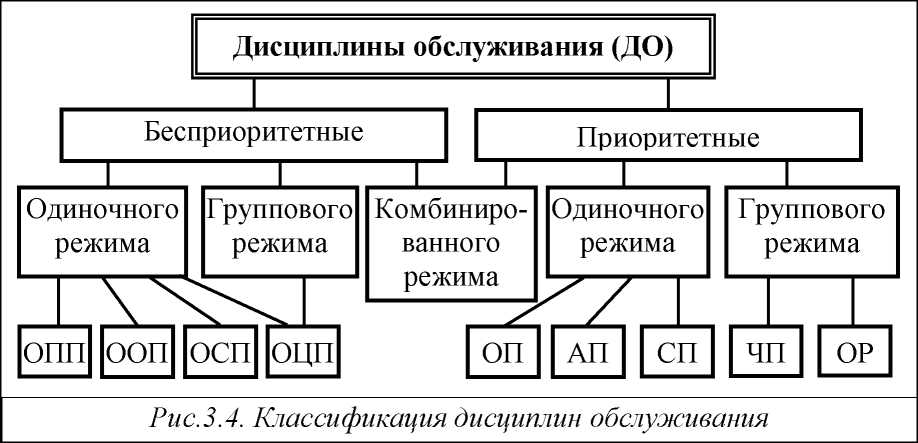 Дисциплины обслуживания (ДО)
Бесприоритетные
Приоритетные
Одиночного
режима
Группового
режима
Комбиниро-
ванного
режима
Одиночного
режима
Группового
режима
ОПП
ООП
ОСП
ОЦП
ОП
АП
СП
ЧП
ОР
Рис.3.4. Классификация дисциплин обслуживания